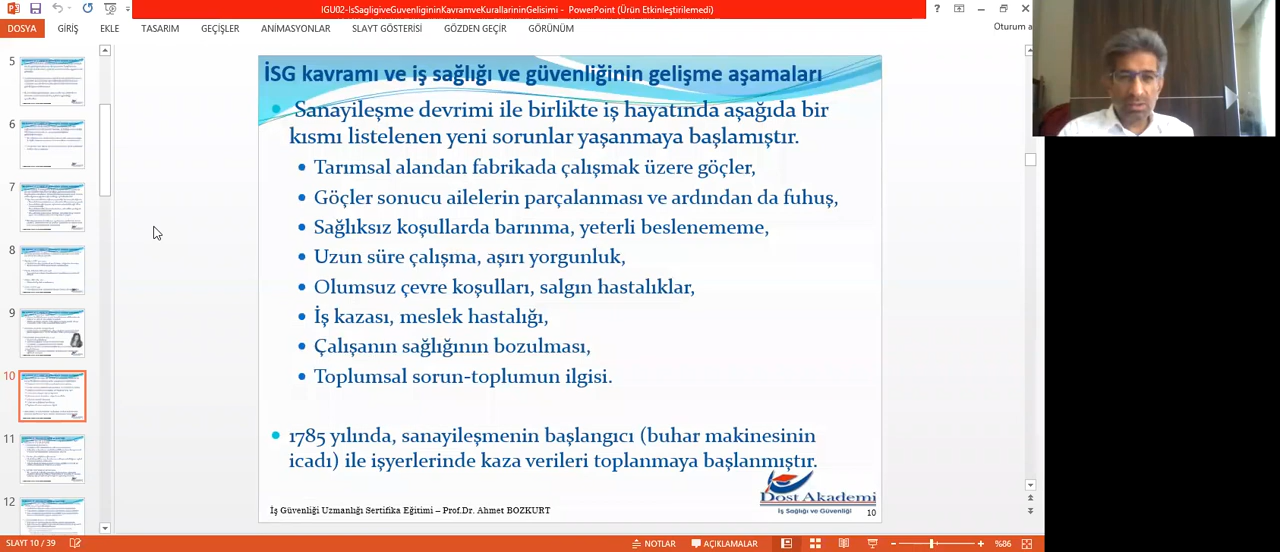 IGU02-IsSagligiveGuvenligininKavramveKurallarininGelisimi - PowerPoint (Ürün Etkinleştirilemedi)
DOSYA GİRİŞ EKLE TASARIM GEÇİŞLER ANİMASYONLAR SLAYT GÖSTERİSİ GÖZDEN GEÇİR GÖRÜNÜM Oturum a
5
6
7
8
9
10
11
12
İSG kavramı ve iş sağlığı ve güvenliğinin gelişme aşamaları
Sanayileşme devrimi ile birlikte iş hayatında aşağıda bir
kısmı listelenen yeni sorunlar yaşanmaya başlamıştır.
Tarımsal alandan fabrikada çalışmak üzere göçler,
Göçler sonucu ailelerin parçalanması ve ardından da fuhuş,
Sağlıksız koşullarda barınma, yeterli beslenememe,
Uzun süre çalışma, aşırı yorgunluk,
Olumsuz çevre koşulları, salgın hastalıklar,
İş kazası, meslek hastalığı,
Çalışanın sağlığının bozulması,
Toplumsal sorun-toplumun ilgisi.
1785 yılında, sanayileşmenin başlangıcı (buhar makinesinin
icadı) ile işyerlerinde kaza verileri toplanmaya başlanmıştır.
Dost Akademi
İş Sağlığı ve Güvenliği
İş Güvenliği Uzmanlığı Sertifika Eğitimi – Prof.Dr. Ahmet BOZKURT 10
SLAYT 10 / 39 NOTLAR AÇIKLAMALAR %86